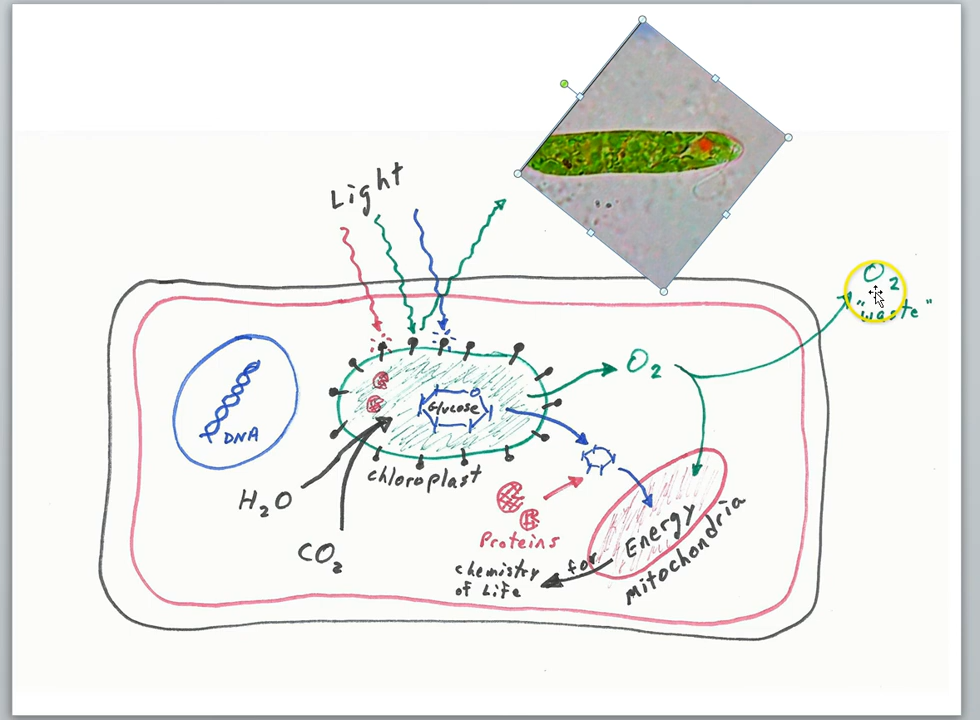 Light
O2
"waste"
O2
Glucose
DNA
chloroplast
H2O
Proteins
Energy
mitochondria
CO2
for
chemistry
of Life